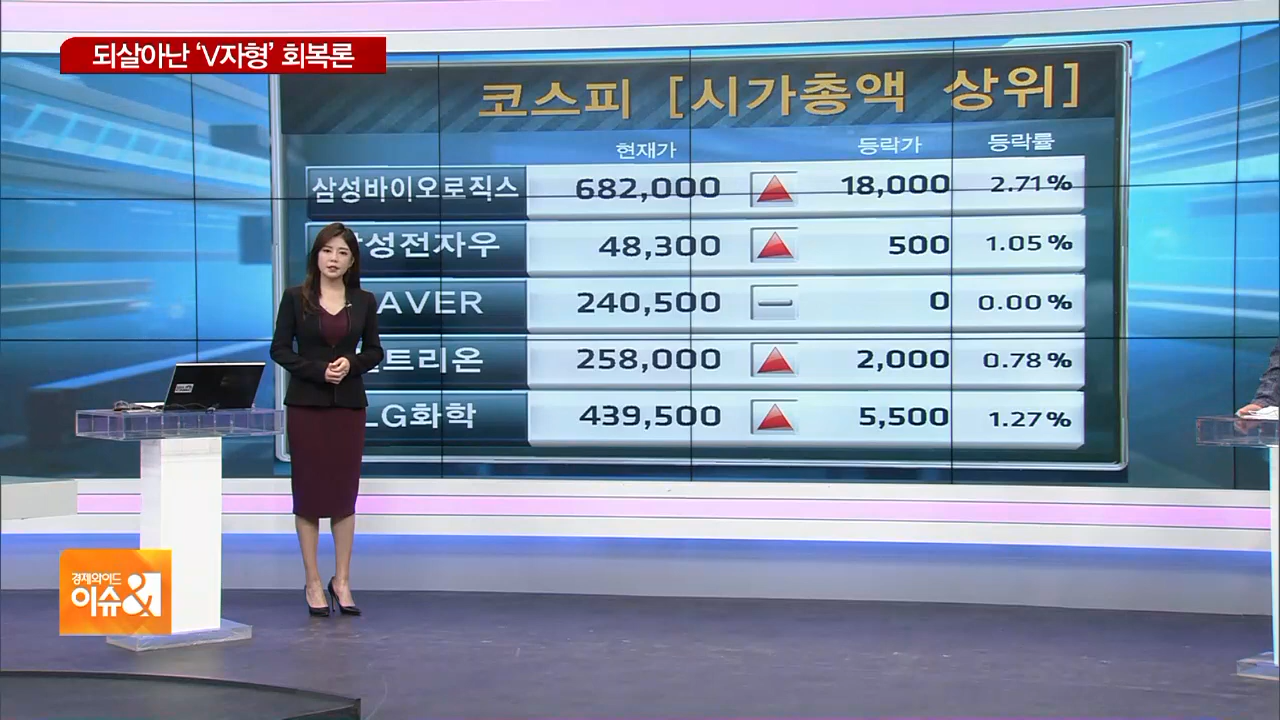 되살아난 ‘V자형’ 회복론
코스피 [시가총액 상위]
현재가 등락가 등락률
삼성바이오로직스 682,000 18,000 2.71%
성전자우 48,300 500 1.05%
AVER 240,500 0 0.00%
트리온 258,000 2,000 0.78%
LG화학 439,500 5,500 1.27%
경제와이드
이슈&